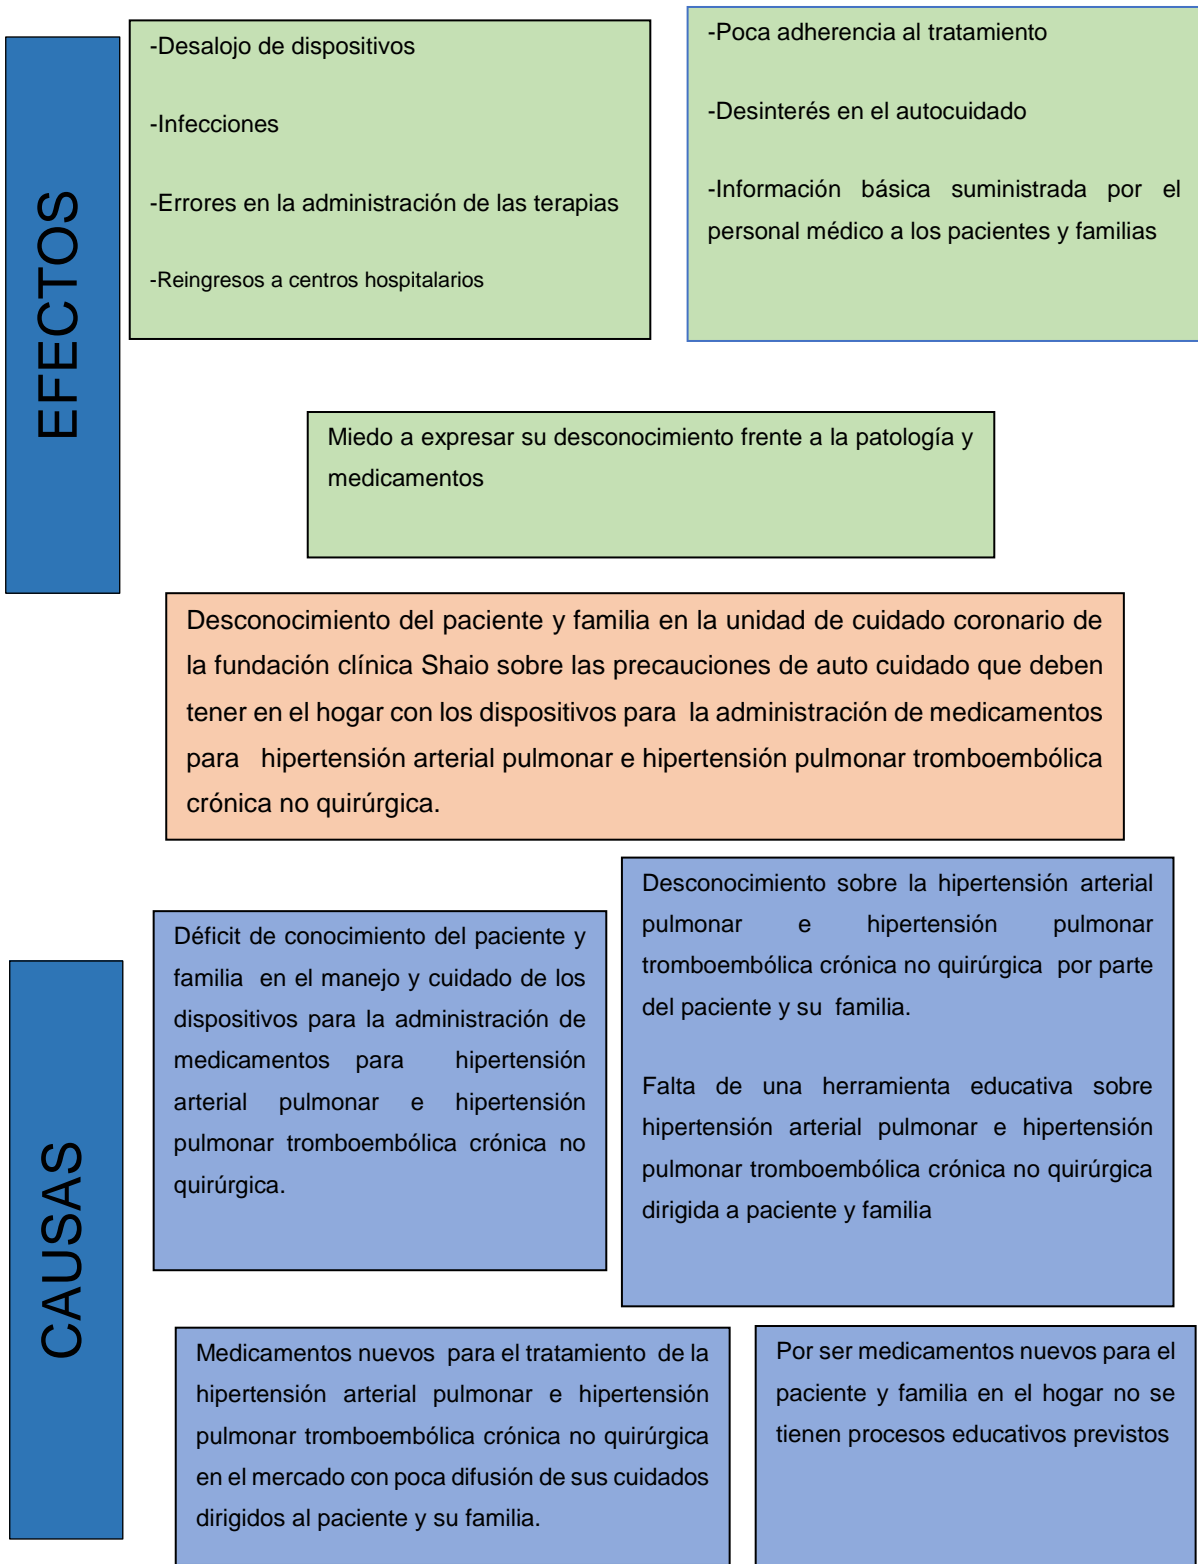 EFECTOS
-Desalojo de dispositivos
-Infecciones
-Errores en la administración de las terapias
-Reingresos a centros hospitalarios
-Poca adherencia al tratamiento
-Desinterés en el autocuidado
-Información básica suministrada por el
personal médico a los pacientes y familias
Miedo a expresar su desconocimiento frente a la patología y
medicamentos
Desconocimiento del paciente y familia en la unidad de cuidado coronario de
la fundación clínica Shaio sobre las precauciones de auto cuidado que deben
tener en el hogar con los dispositivos para la administración de medicamentos
para hipertensión arterial pulmonar e hipertensión pulmonar tromboembólica
crónica no quirúrgica.
CAUSAS
Déficit de conocimiento del paciente y
familia en el manejo y cuidado de los
dispositivos para la administración de
medicamentos para hipertensión
arterial pulmonar e hipertensión
pulmonar tromboembólica crónica no
quirúrgica.
Desconocimiento sobre la hipertensión arterial
pulmonar e hipertensión pulmonar
tromboembólica crónica no quirúrgica por parte
del paciente y su familia.
Falta de una herramienta educativa sobre
hipertensión arterial pulmonar e hipertensión
pulmonar tromboembólica crónica no quirúrgica
dirigida a paciente y familia
Medicamentos nuevos para el tratamiento de la
hipertensión arterial pulmonar e hipertensión
pulmonar tromboembólica crónica no quirúrgica
en el mercado con poca difusión de sus cuidados
dirigidos al paciente y su familia.
Por ser medicamentos nuevos para el
paciente y familia en el hogar no se
tienen procesos educativos previstos